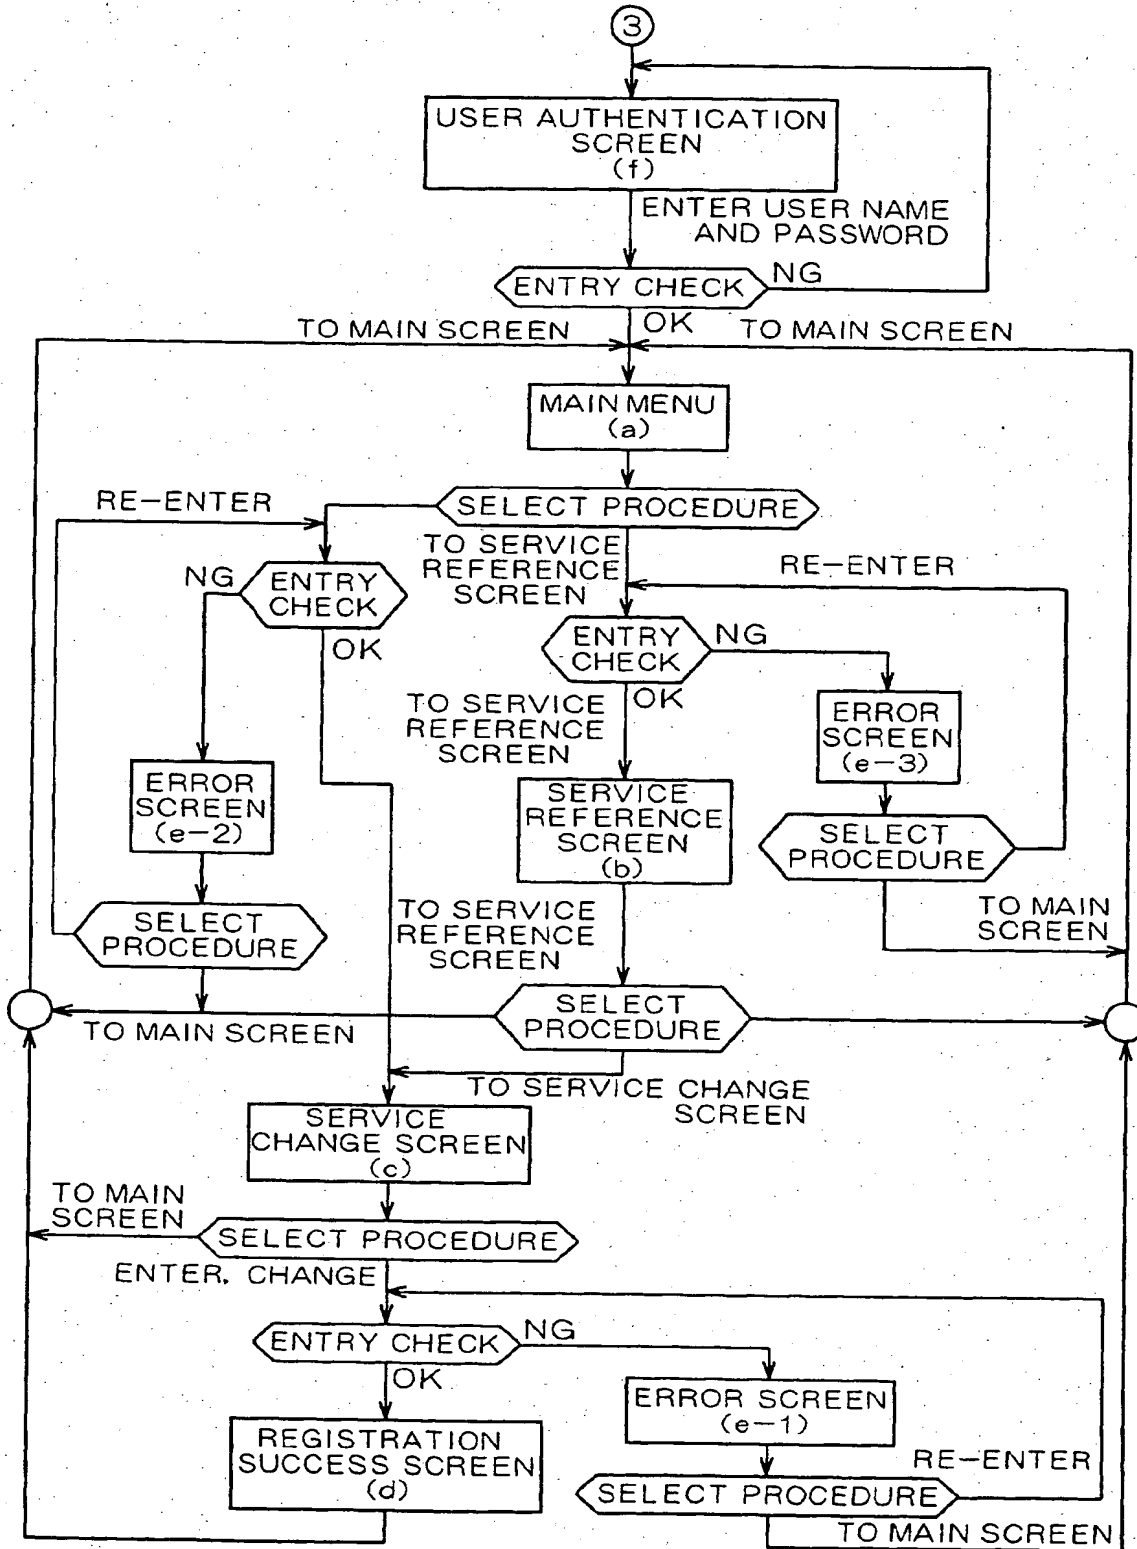 3
USER AUTHENTICATION
SCREEN
(f)
ENTER USER NAME
AND PASSWORD
ENTRY CHECK
NG
OK
TO MAIN SCREEN
TO MAIN SCREEN
MAIN MENU
(a)
SELECT PROCEDURE
RE-ENTER
TO SERVICE
REFERENCE
SCREEN
RE-ENTER
NG
ENTRY
CHECK
OK
ENTRY
CHECK
NG
OK
TO SERVICE
REFERENCE
SCREEN
ERROR
SCREEN
(e-3)
ERROR
SCREEN
(e-2)
SERVICE
REFERENCE
SCREEN
(b)
SELECT
PROCEDURE
TO MAIN
SCREEN
SELECT
PROCEDURE
TO SERVICE
REFERENCE
SCREEN
TO MAIN SCREEN
SELECT
PROCEDURE
TO SERVICE CHANGE
SCREEN
SERVICE
CHANGE SCREEN
(c)
TO MAIN
SCREEN
SELECT PROCEDURE
ENTER. CHANGE
ENTRY CHECK
NG
OK
ERROR SCREEN
(e-1)
REGISTRATION
SUCCESS SCREEN
(d)
RE-ENTER
SELECT PROCEDURE
TO MAIN SCREEN